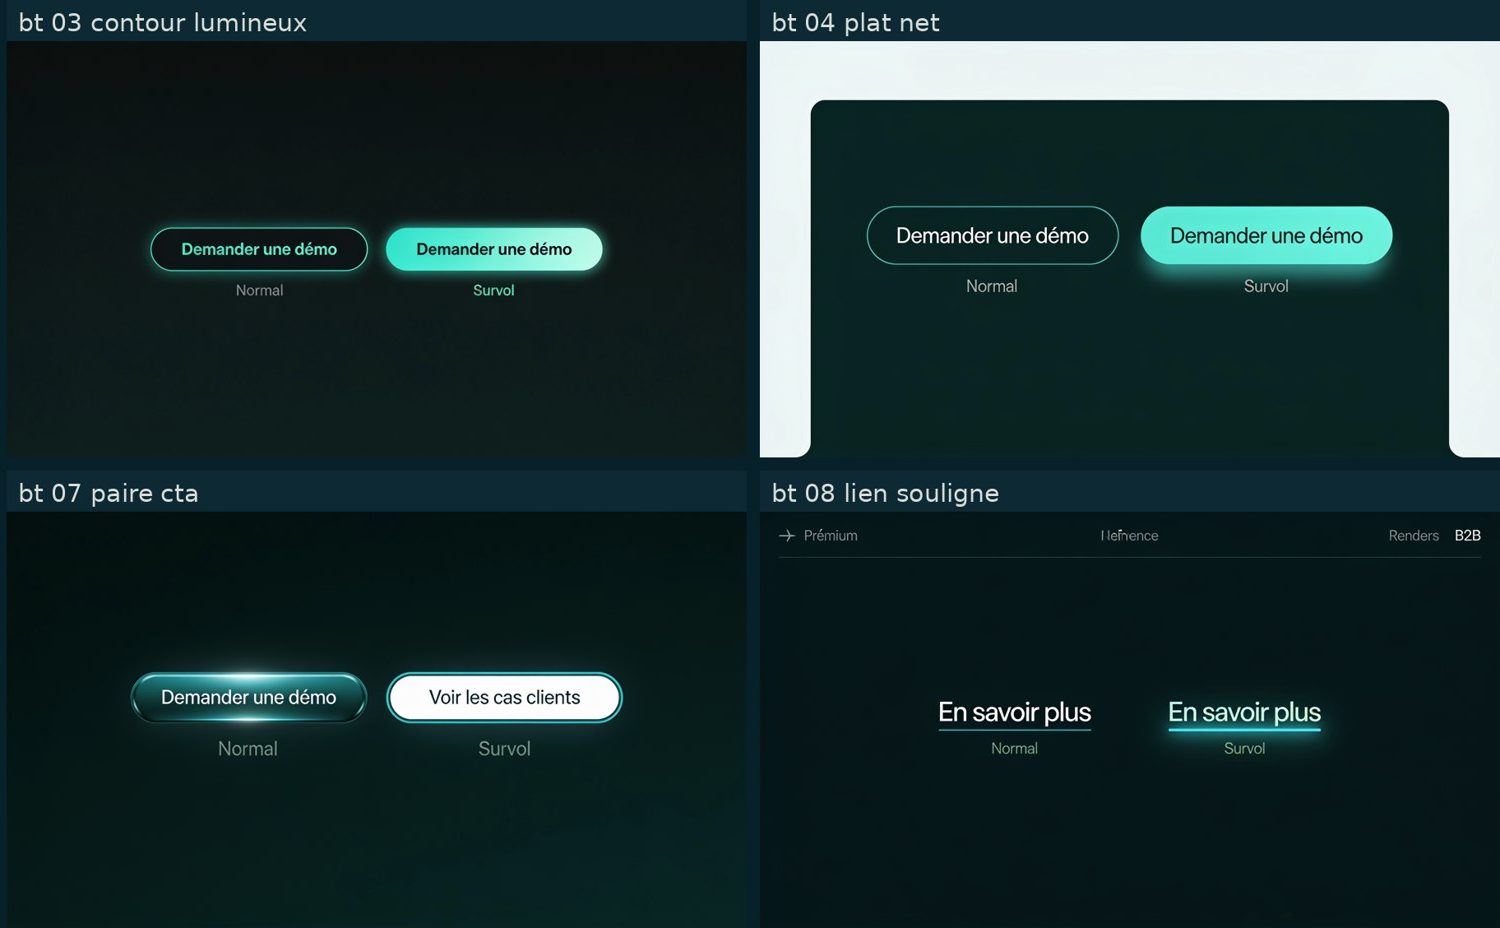 bt 03 contour lumineux
Demander une démo
Demander une démo
Normal
Survol
bt 04 plat net
Demander une démo
Demander une démo
Normal
Survol
bt 07 paire cta
Demander une démo
Voir les cas clients
Normal
Survol
bt 08 lien souligne
Prémium
Renders B2B
En savoir plus
En savoir plus
Normal
Survol